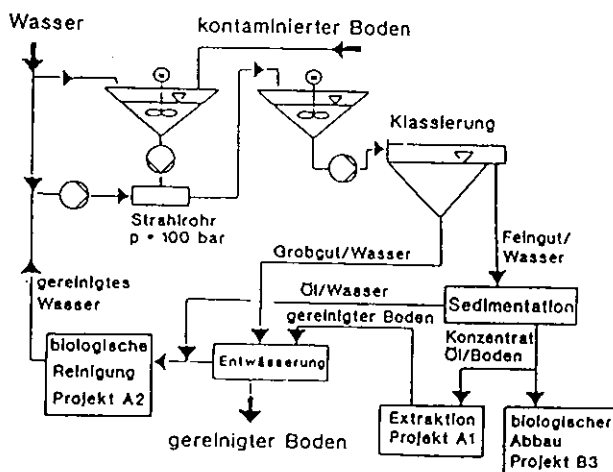 Wasser
kontaminierter Boden
Klassierung
Strahlrohr
p = 100 bar
Grobgut/Wasser
Feingut/
Wasser
gereinigtes
Wasser
Öl/Wasser
gereinigter Boden
Sedimentation
Konzentrat
Öl/Boden
biologische
Reinigung
Projekt A2
Entwässerung
gereinigter Boden
Extraktion
Projekt A1
biologischer
Abbau
Projekt B3